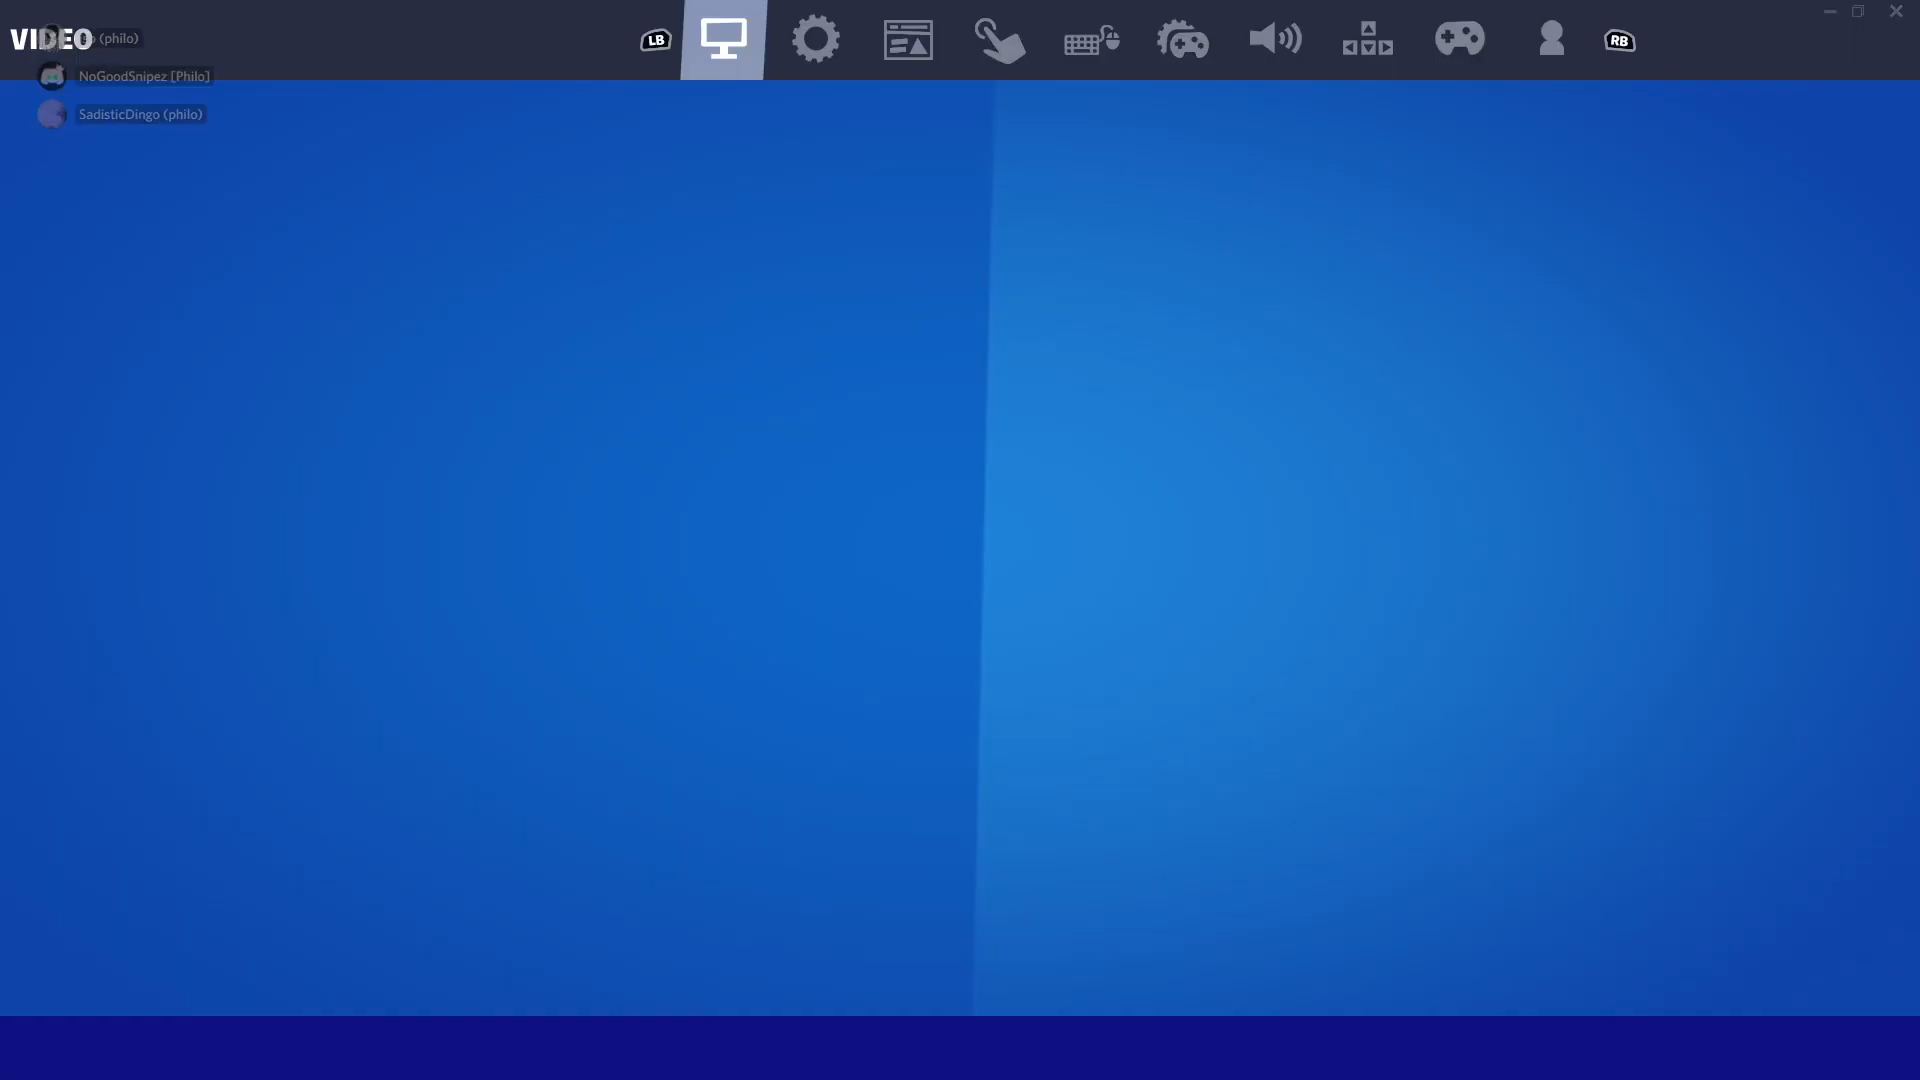 VIDEO
(philo)
LB
RB
NoGoodSnipez [Philo]
SadisticDingo (philo)